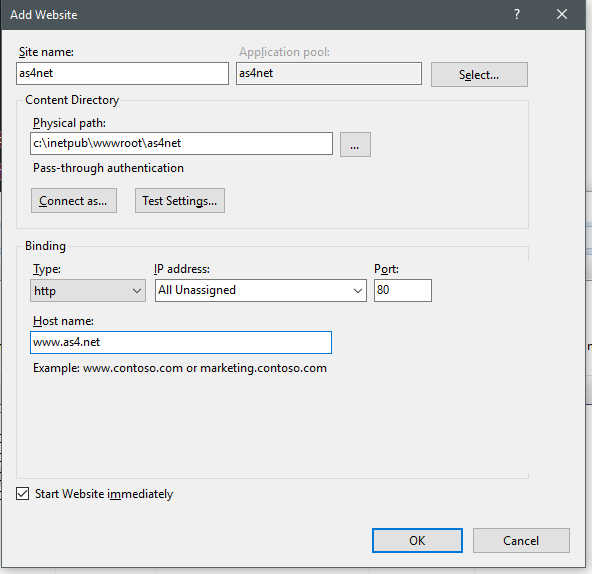 Add Website
? ×
Site name: Application pool:
as4net as4net Select...
Content Directory
Physical path:
c:\inetpub\wwwroot\as4net ...
Pass-through authentication
Connect as... Test Settings...
Binding
Type: IP address: Port:
http All Unassigned 80
Host name:
www.as4.net
Example: www.contoso.com or marketing.contoso.com
Start Website immediately
OK Cancel